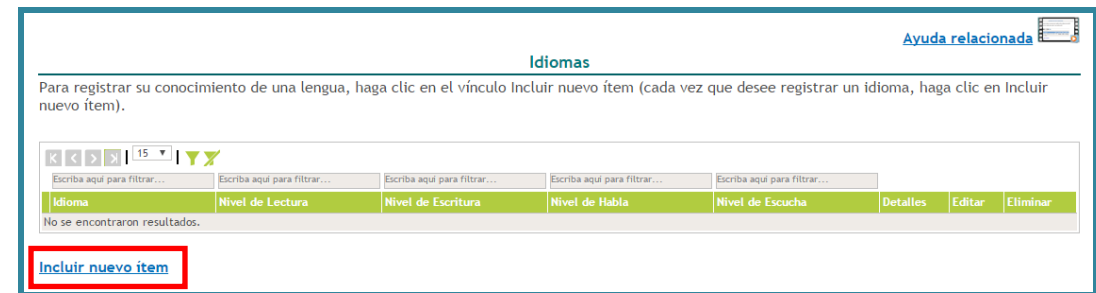 Ayuda relacionada
Idiomas
Para registrar su conocimiento de una lengua, haga clic en el vínculo Incluir nuevo ítem (cada vez que desee registrar un idioma, haga clic en Incluir
nuevo ítem).
15
Escriba aquí para filtrar... Escriba aquí para filtrar... Escriba aquí para filtrar... Escriba aquí para filtrar... Escriba aquí para filtrar...
Idioma Nivel de Lectura Nivel de Escritura Nivel de Habla Nivel de Escucha Detalles Editar Eliminar
No se encontraron resultados.
Incluir nuevo ítem